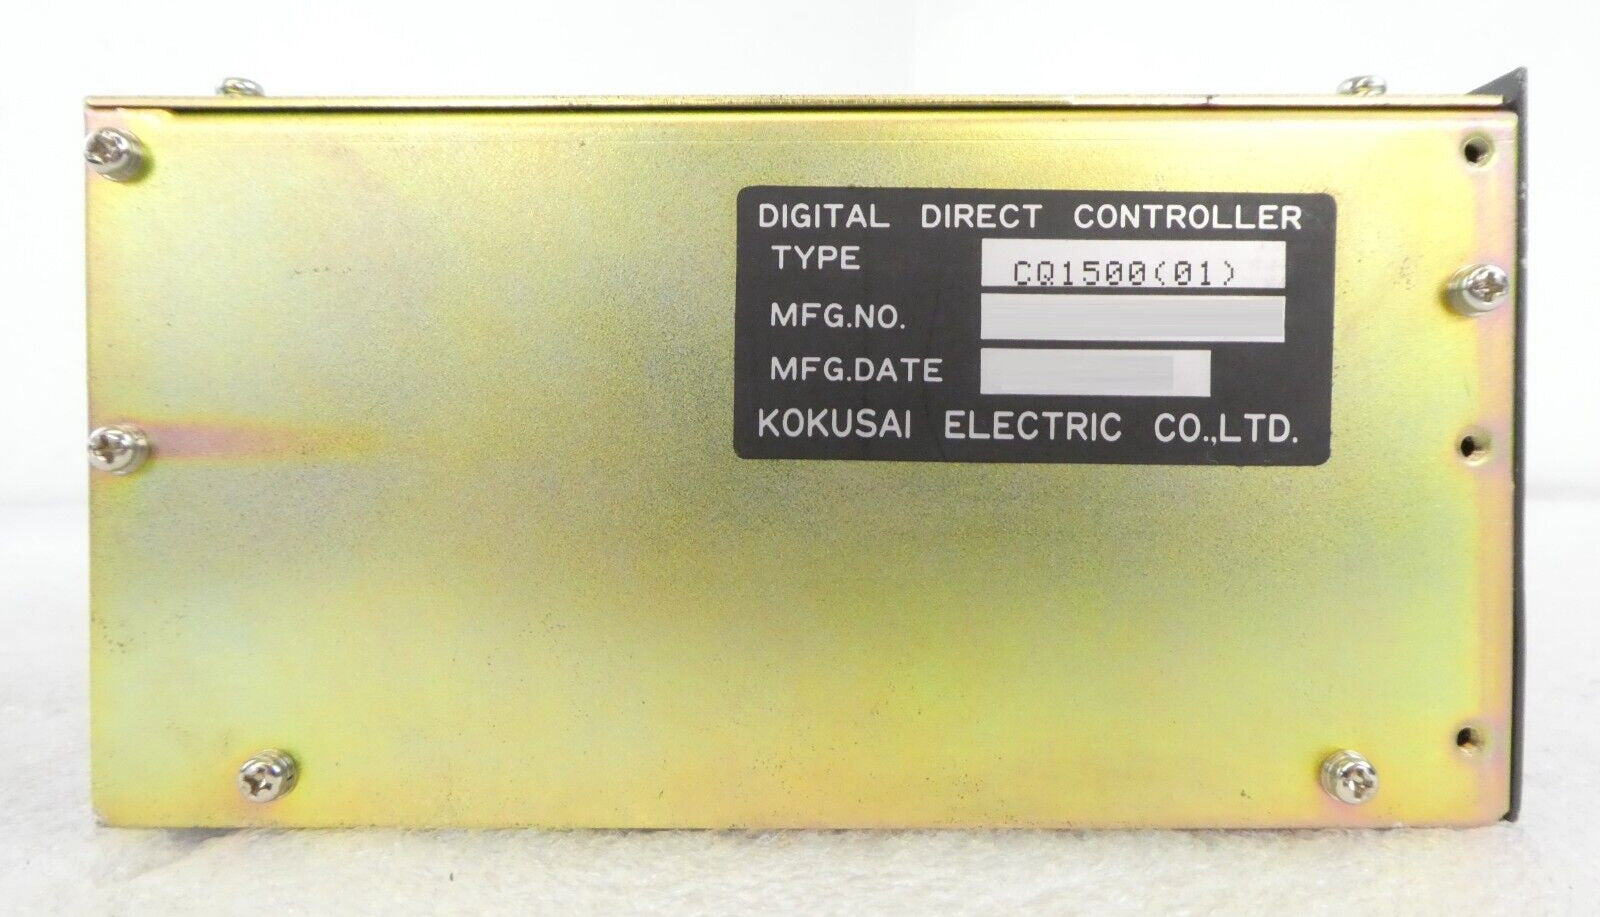 DIGITAL DIRECT CONTROLLER
TYPE CQ1500(01)
MFG.NO.
MFG.DATE
KOKUSAI ELECTRIC CO.,LTD.